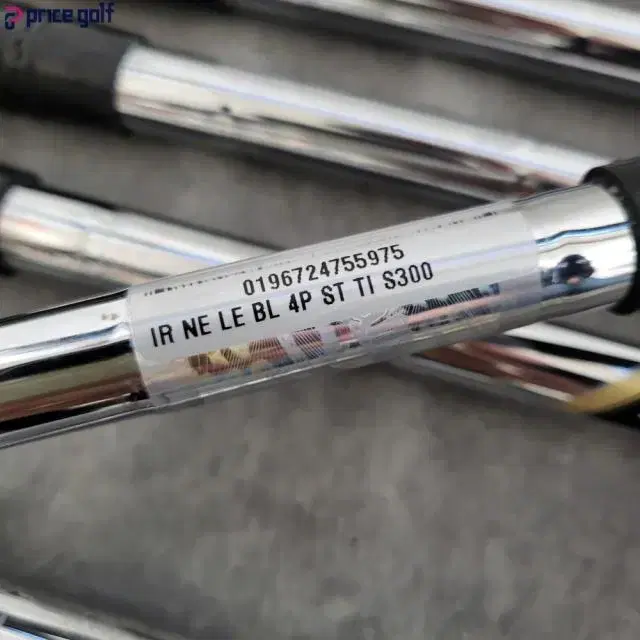 price golf
0196724755975
IR NE LE BL 4P ST TI S300